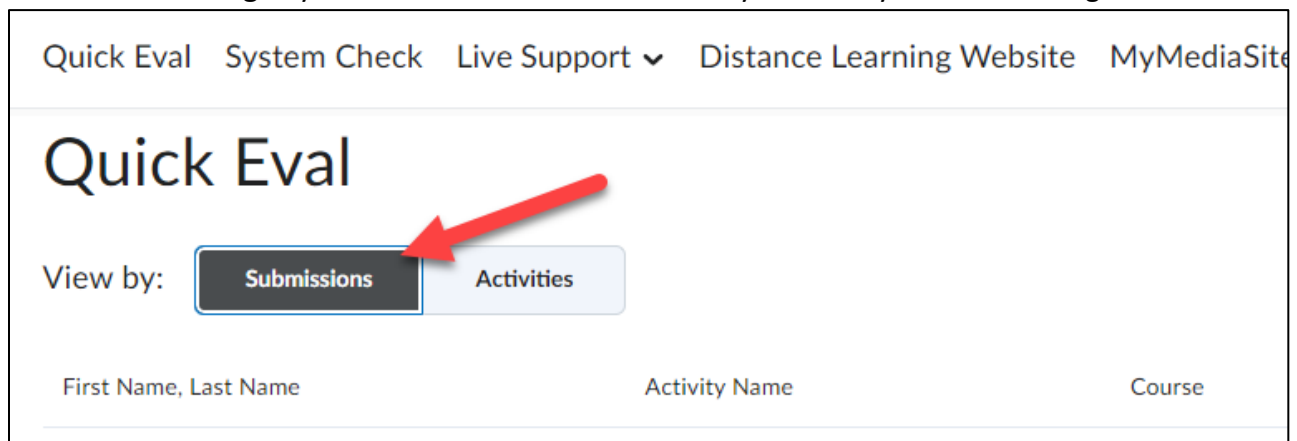 Quick Eval System Check Live Support Distance Learning Website MyMediaSite
Quick Eval
View by: Submissions Activities
First Name, Last Name Activity Name Course